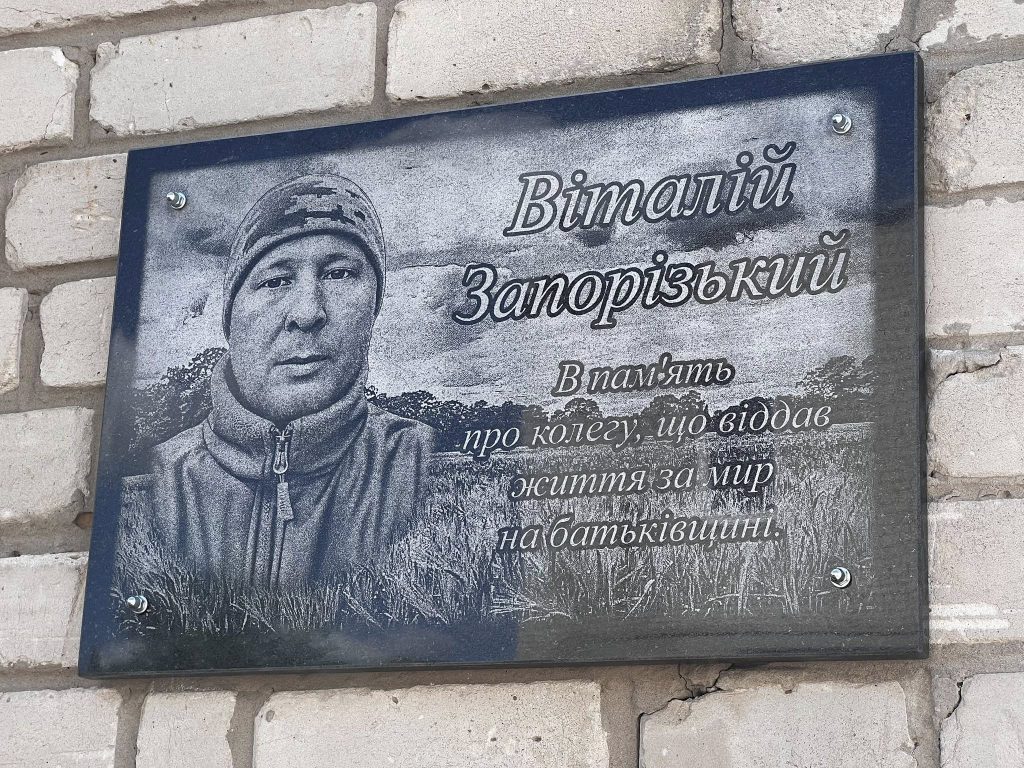 Віталій
Запорізький
В пам'ять
про колегу, що віддав
життя за мир
на батьківщині.